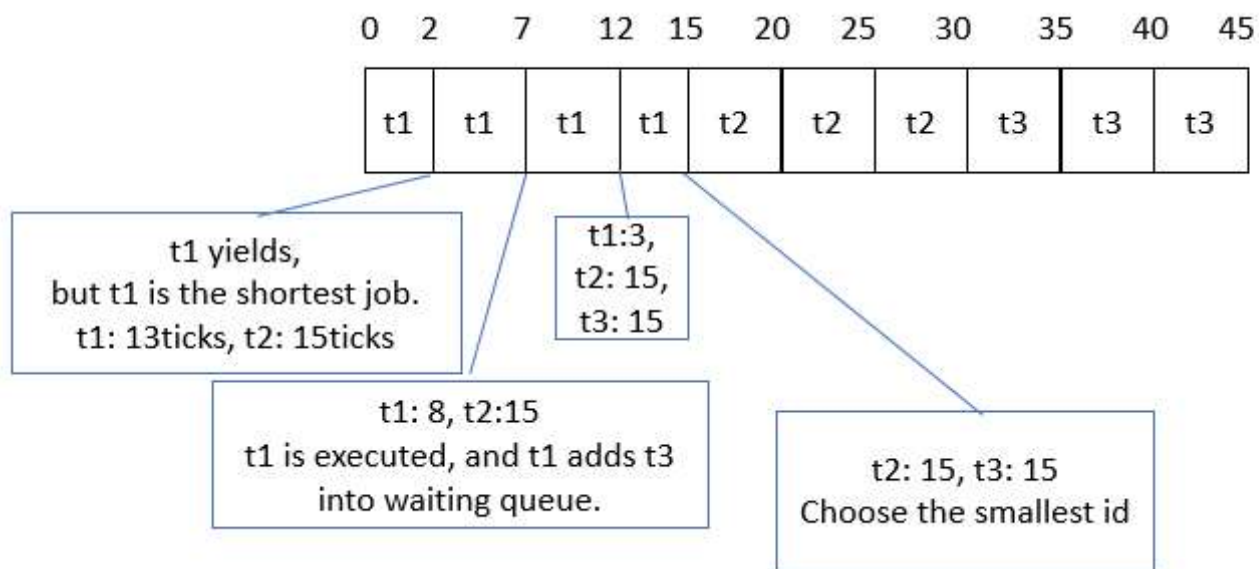 0 2 7 12 15 20 25 30 35 40 45
t1 t1 t1 t1 t2 t2 t2 t3 t3 t3
t1 yields,
but t1 is the shortest job.
t1: 13ticks, t2: 15ticks
t1:3,
t2: 15,
t3: 15
t1: 8, t2:15
t1 is executed, and t1 adds t3
into waiting queue.
t2: 15, t3: 15
Choose the smallest id